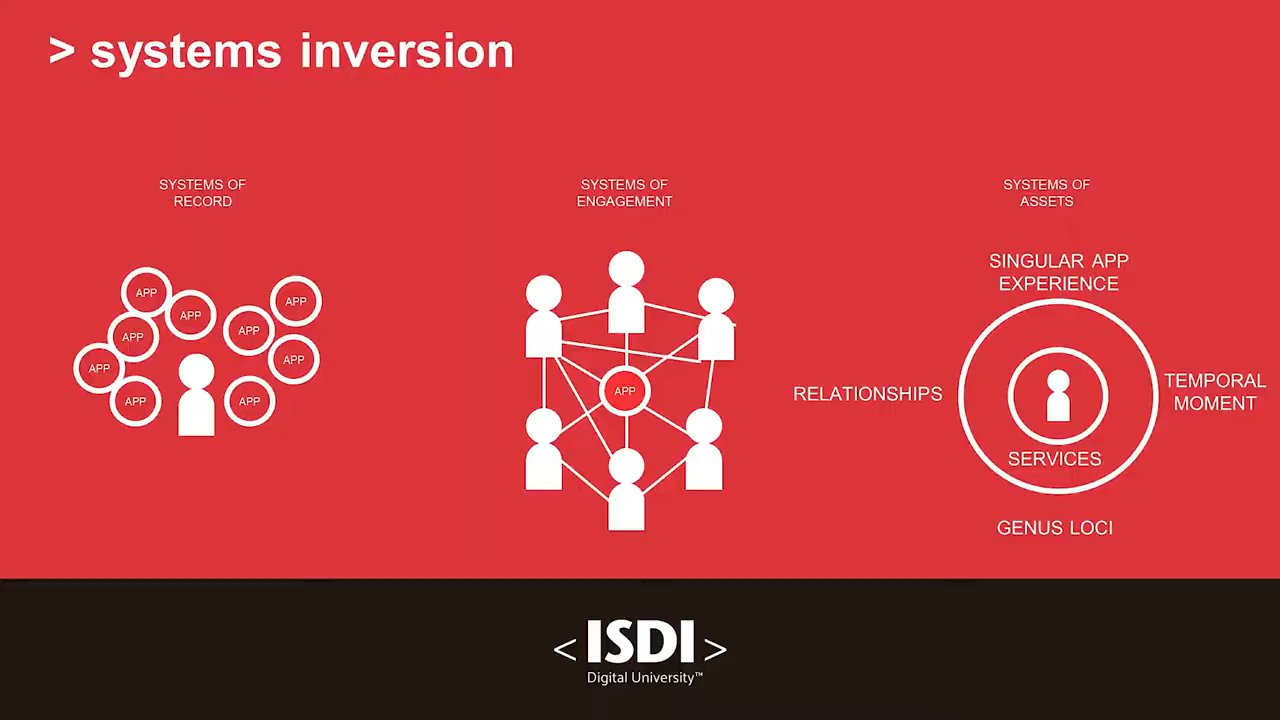 > systems inversion
SYSTEMS OF
RECORD
APP
APP
APP
APP
APP
APP
APP
APP
APP
SYSTEMS OF
ENGAGEMENT
APP
SYSTEMS OF
ASSETS
SINGULAR APP
EXPERIENCE
RELATIONSHIPS
TEMPORAL
MOMENT
SERVICES
GENUS LOCI
<ISDI>
Digital University™